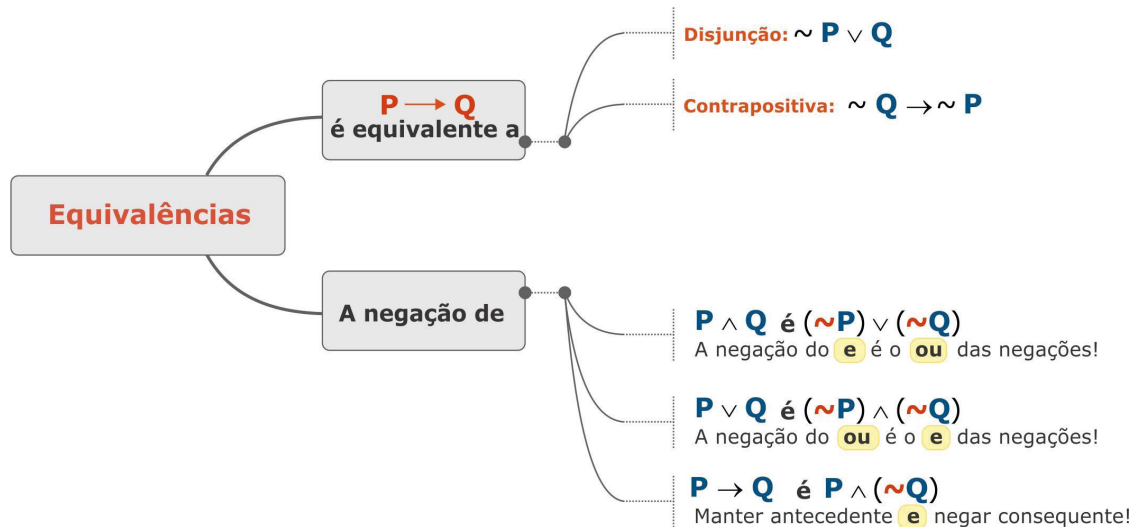 Disjunção: ~ P ∨ Q
P → Q
é equivalente a
Contrapositiva: ~ Q → ~ P
Equivalências
A negação de
P ∧ Q é (~P) ∨ (~Q)
A negação do e é o ou das negações!
P ∨ Q é (~P) ∧ (~Q)
A negação do ou é o e das negações!
P → Q é P ∧ (~Q)
Manter antecedente e negar consequente!